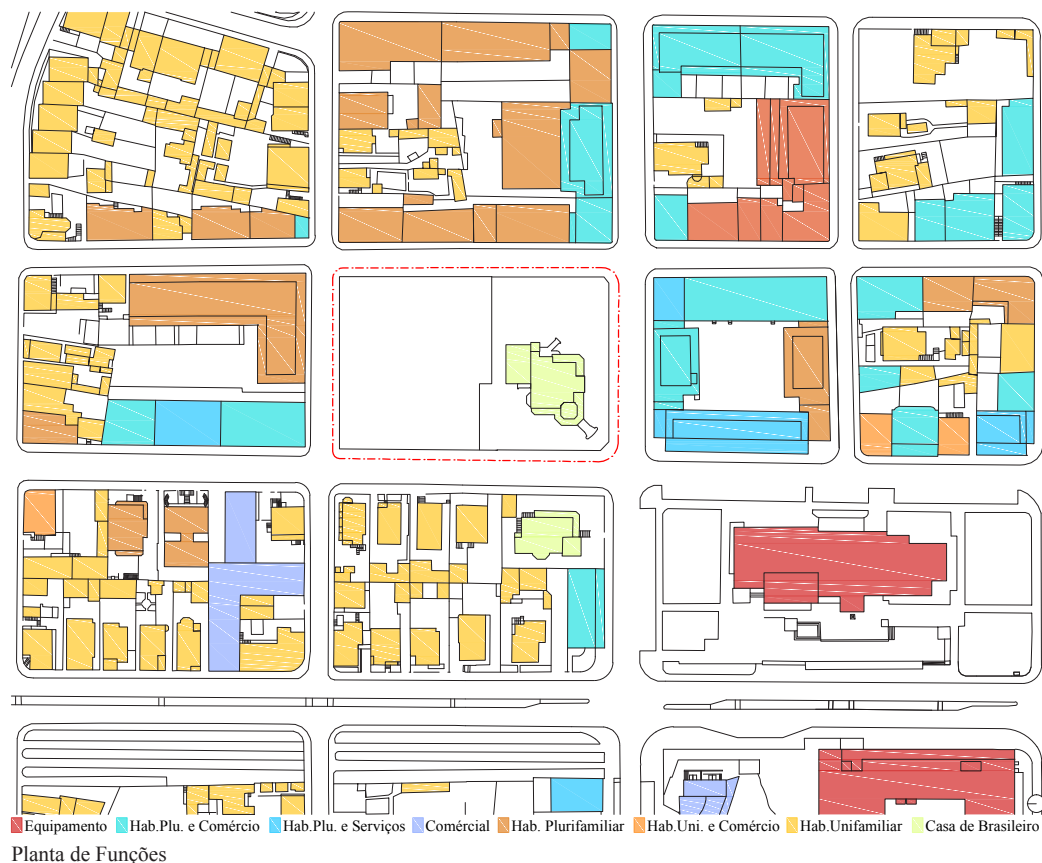 Equipamento Hab.Plu. e Comércio Hab.Plu. e Serviços Comércial Hab. Plurifamiliar Hab.Uni. e Comércio Hab.Unifamiliar Casa de Brasileiro
Planta de Funções